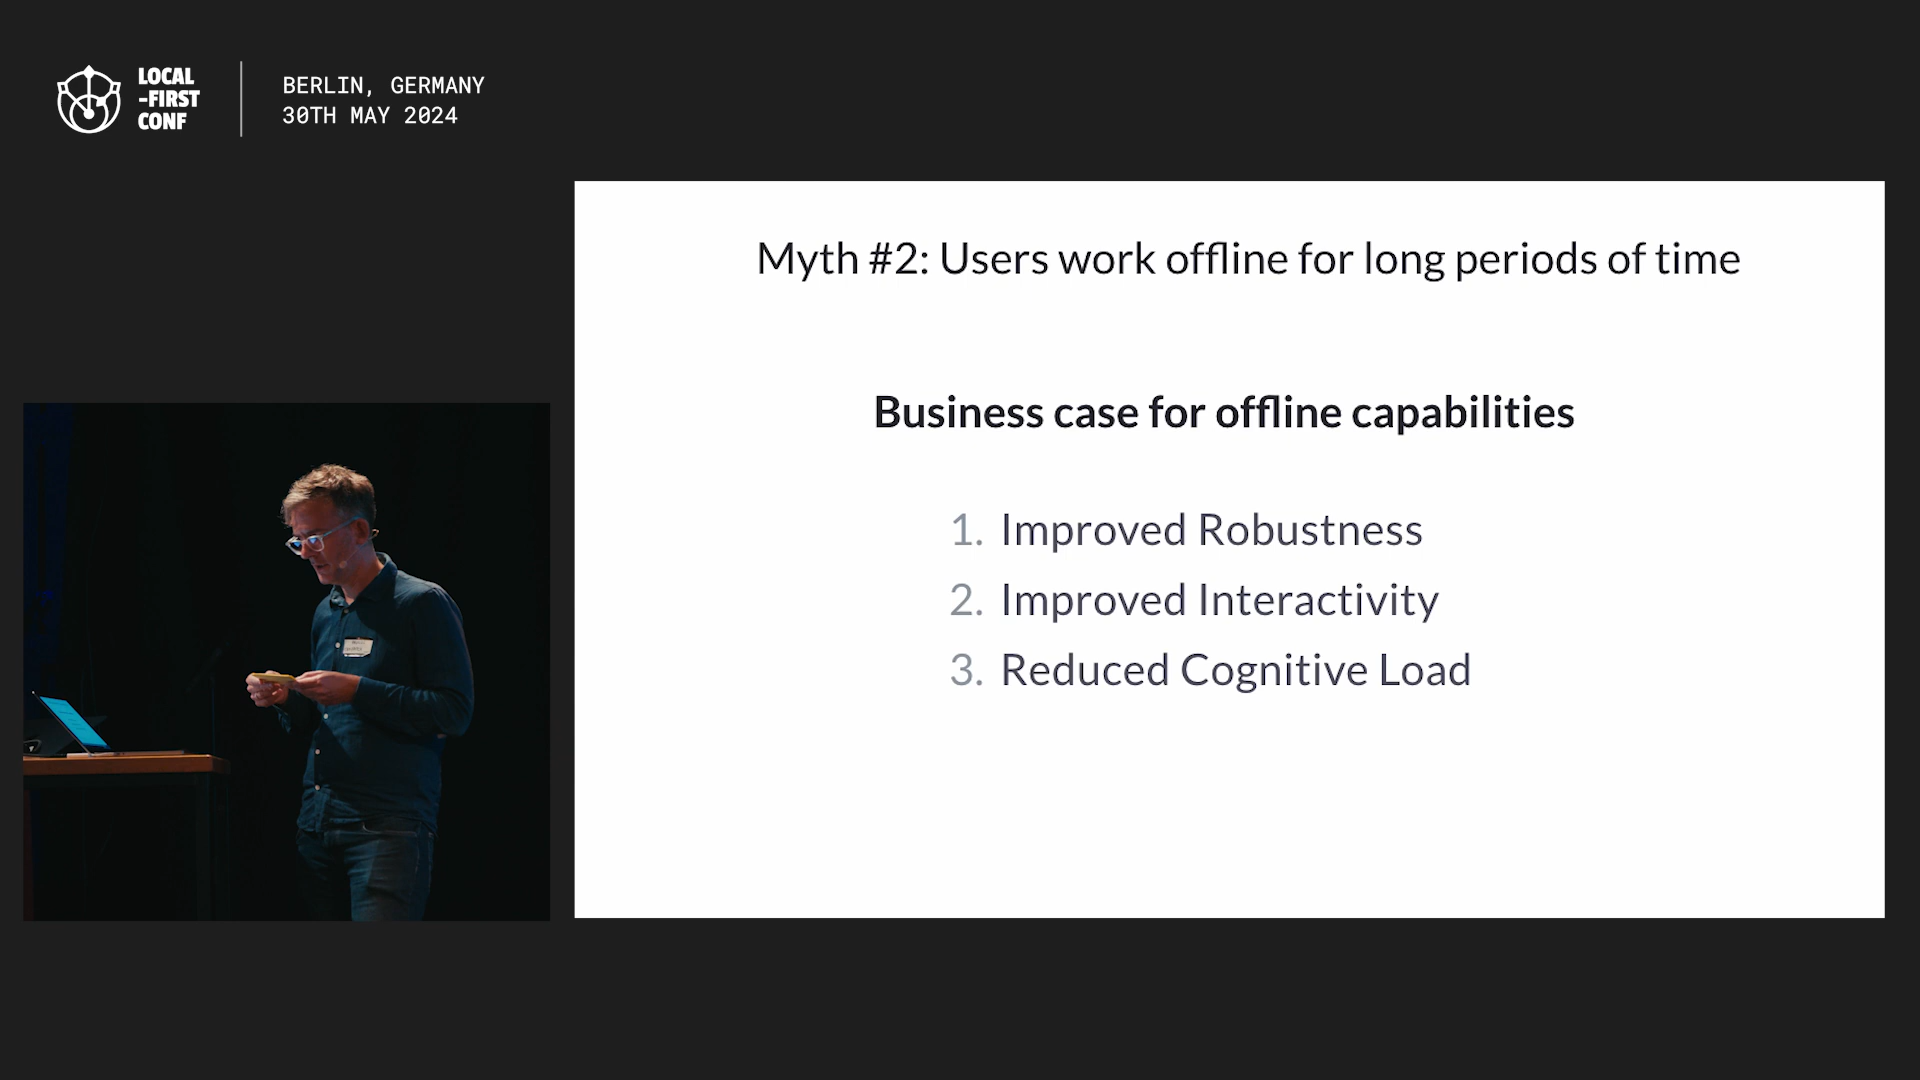 LOCAL
-FIRST
CONF
BERLIN, GERMANY
30TH MAY 2024
Myth #2: Users work offline for long periods of time
Business case for offline capabilities
1. Improved Robustness
2. Improved Interactivity
3. Reduced Cognitive Load